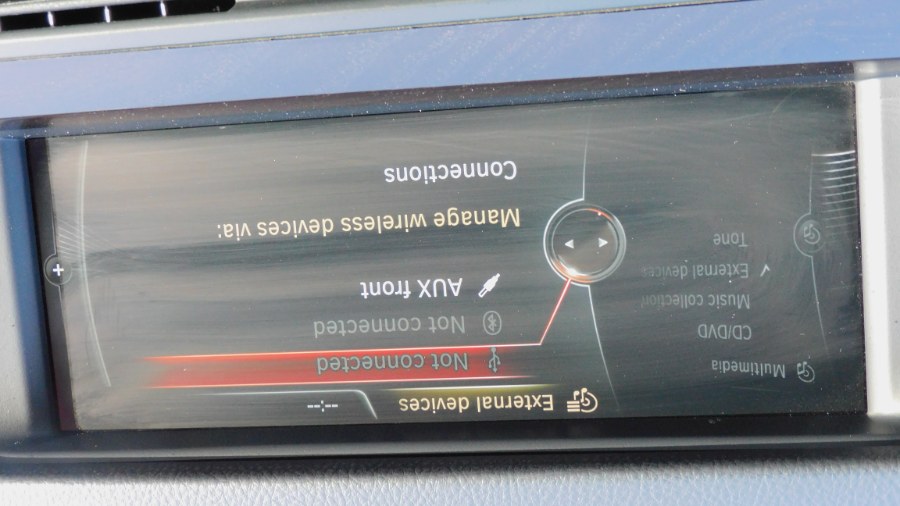 Multimedia
CD/DVD
Music collection
External devices
Tone
External devices
--:--
Not connected
Not connected
AUX front
Manage wireless devices via:
Connections